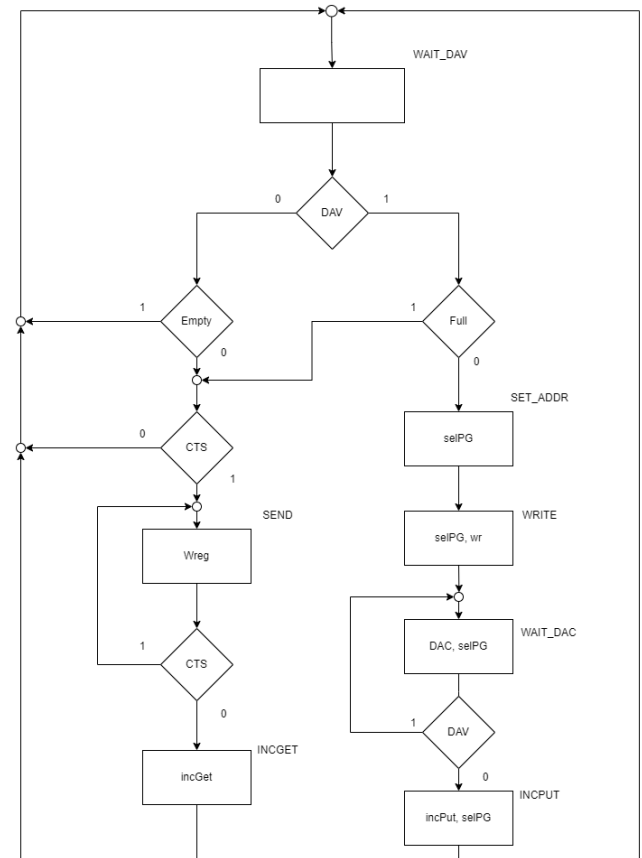 WAIT_DAV
0
1
DAV
1
Empty
0
1
Full
0
SET_ADDR
selPG
0
CTS
1
SEND
Wreg
WRITE
selPG, wr
1
CTS
0
WAIT_DAC
DAC, selPG
1
DAV
0
INCGET
incGet
INCPUT
incPut, selPG